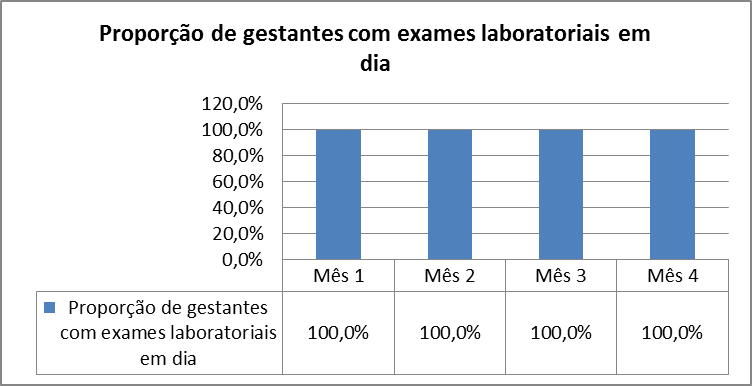 Proporção de gestantes com exames laboratoriais em
dia
120,0%
100,0%
80,0%
60,0%
40,0%
20,0%
0,0%
Mês 1 Mês 2 Mês 3 Mês 4
Proporção de gestantes
com exames laboratoriais
em dia
100,0% 100,0% 100,0% 100,0%